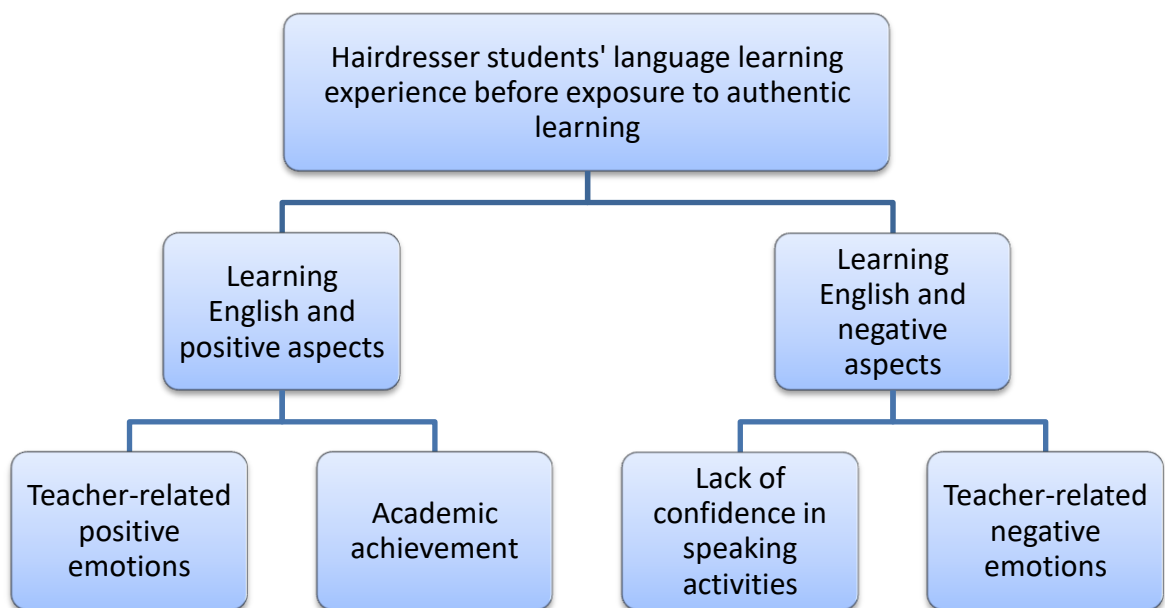 Hairdresser students' language learning
experience before exposure to authentic
learning
Learning
English and
positive aspects
Learning
English and
negative
aspects
Teacher-related
positive
emotions
Academic
achievement
Lack of
confidence in
speaking
activities
Teacher-related
negative
emotions